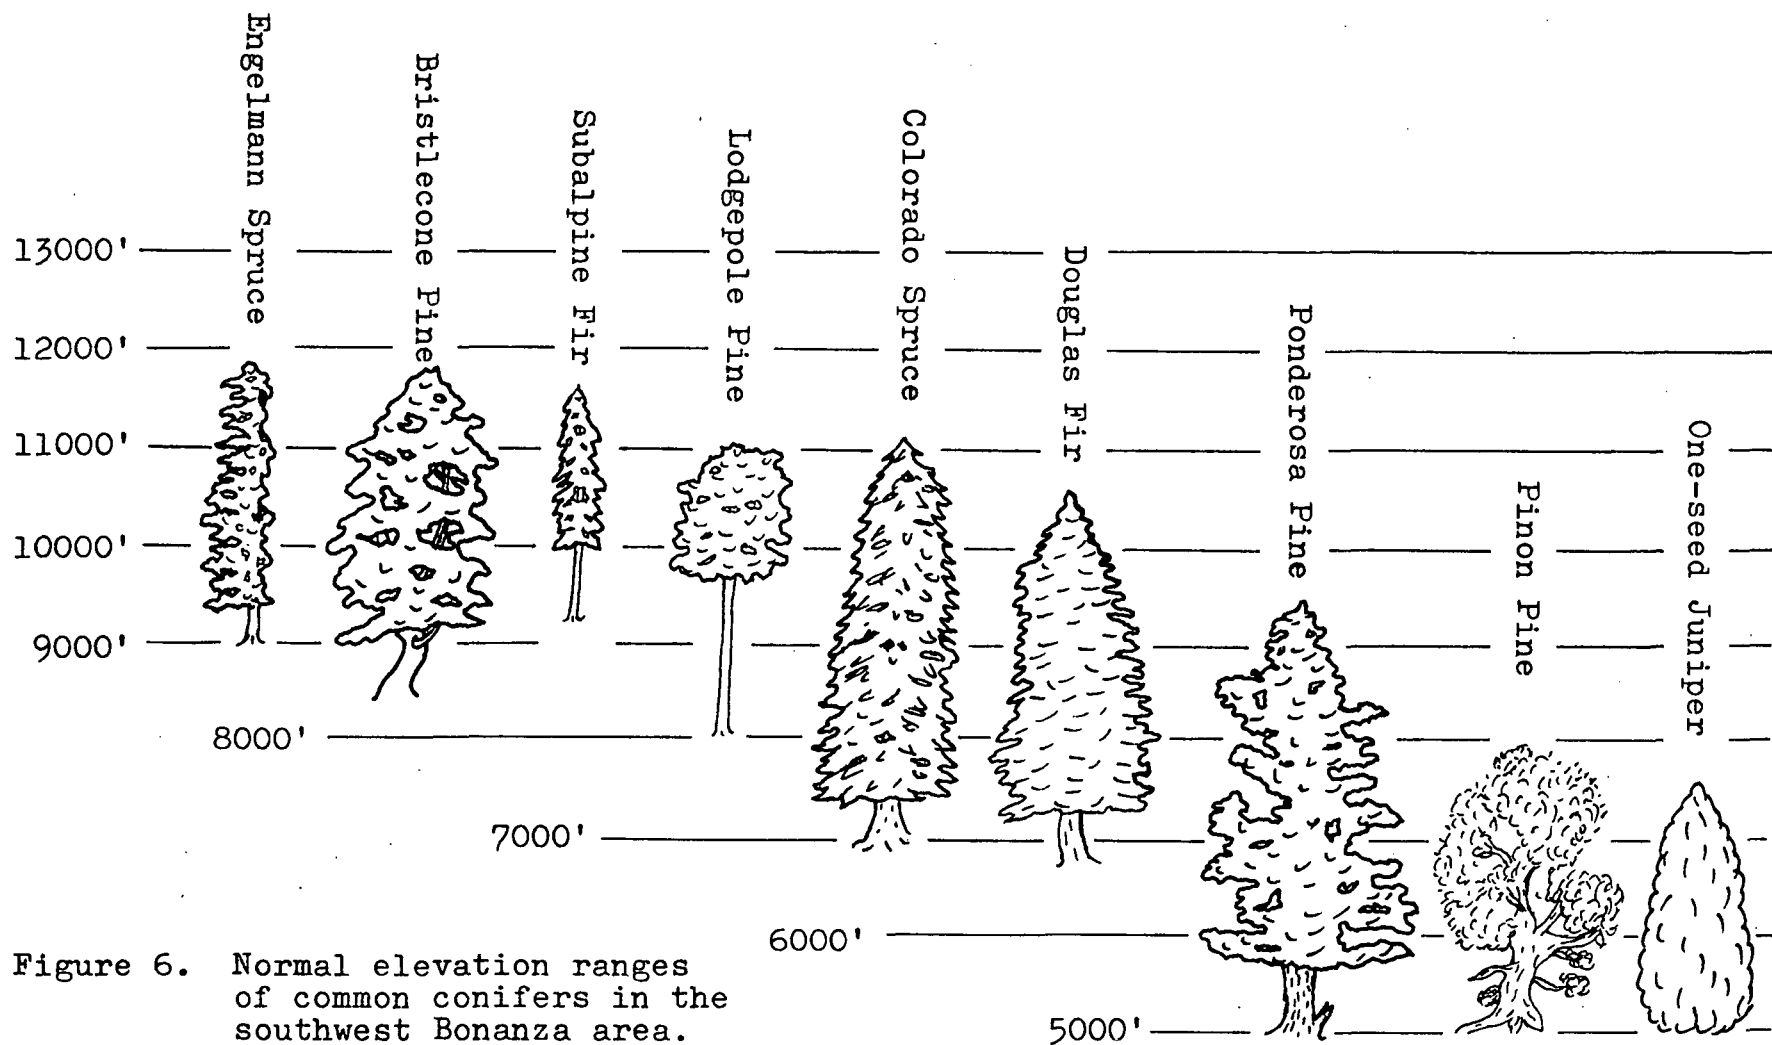 Engelmann Spruce
Bristlecone Pine
Subalpine Fir
Lodgepole Pine
Colorado Spruce
Douglas Fir
Ponderosa Pine
Pinon Pine
One-seed Juniper
13000'
12000'
11000'
10000'
9000'
8000'
7000'
6000'
5000'
Figure 6. Normal elevation ranges
of common conifers in the
southwest Bonanza area.